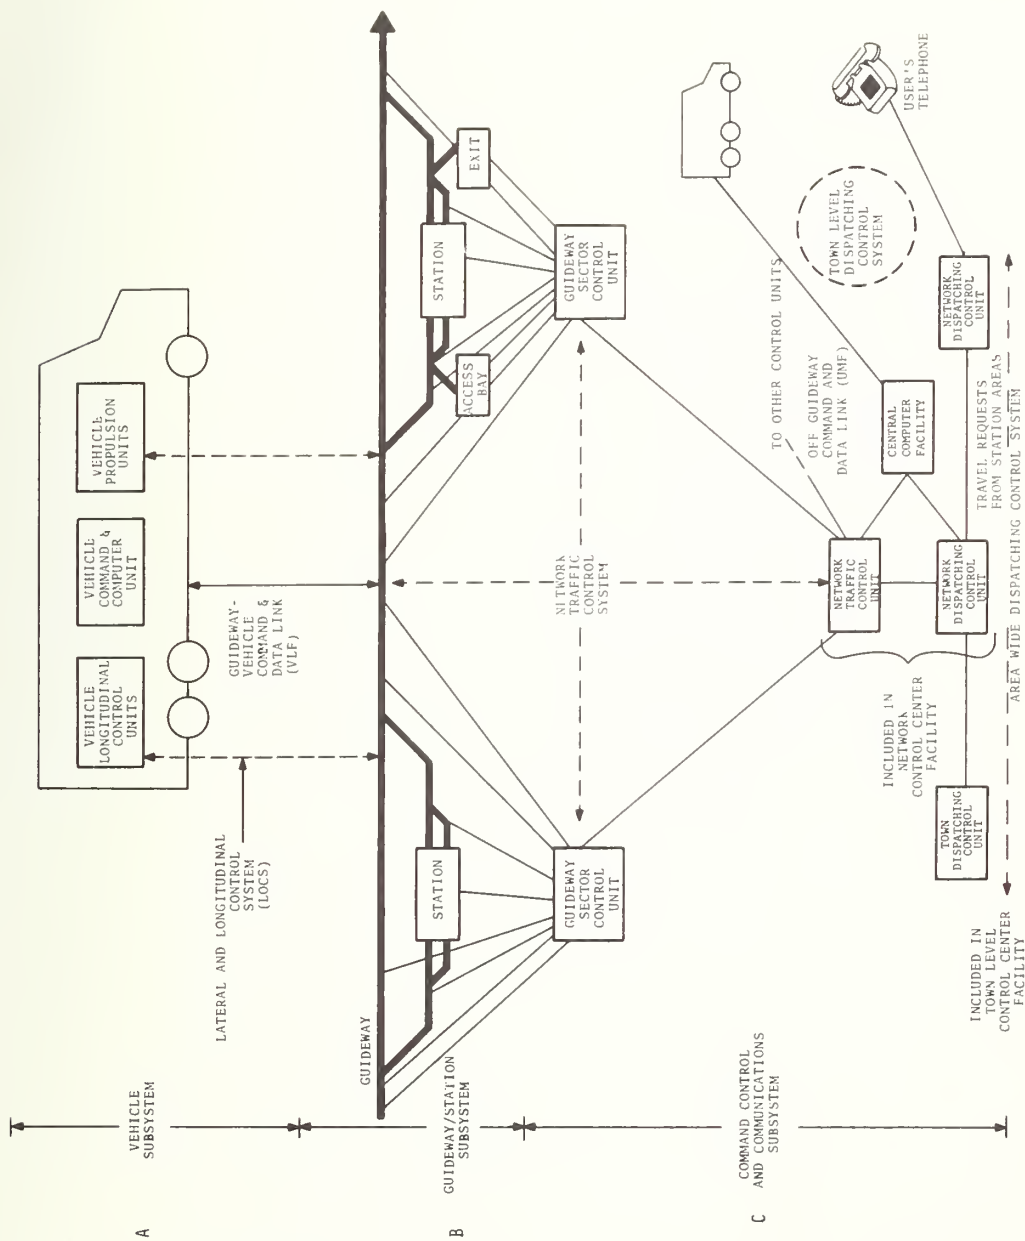 A
VEHICLE
SUBSYSTEM
VEHICLE
LONGITUDINAL
CONTROL
UNITS
VEHICLE
COMMAND &
COMPUTER
UNIT
VEHICLE
PROPULSION
UNITS
LATERAL AND LONGITUDINAL
CONTROL
SYSTEM
(LOCS)
GUIDEWAY-
VEHICLE
COMMAND &
DATA LINK
(VLF)
B
GUIDEWAY/STATION
SUBSYSTEM
GUIDEWAY
STATION
ACCESS
BAY
STATION
EXIT
C
COMMAND CONTROL
AND COMMUNICATIONS
SUBSYSTEM
GUIDEWAY
SECTOR
CONTROL
UNIT
NETWORK
TRAFFIC
CONTROL
SYSTEM
GUIDEWAY
SECTOR
CONTROL
UNIT
TO OTHER CONTROL UNITS
OFF GUIDEWAY
COMMAND AND
DATA LINK (UMF)
TOWN LEVEL
DISPATCHING
CONTROL
SYSTEM
USER'S
TELEPHONE
NETWORK
TRAFFIC
CONTROL
UNIT
CENTRAL
COMPUTER
FACILITY
INCLUDED IN
NETWORK
CONTROL CENTER
FACILITY
TOWN
DISPATCHING
CONTROL
UNIT
NETWORK
DISPATCHING
CONTROL
UNIT
NETWORK
DISPATCHING
CONTROL
UNIT
TRAVEL REQUESTS
FROM STATION AREAS
INCLUDED IN
TOWN LEVEL
CONTROL CENTER
FACILITY
AREA WIDE DISPATCHING CONTROL SYSTEM